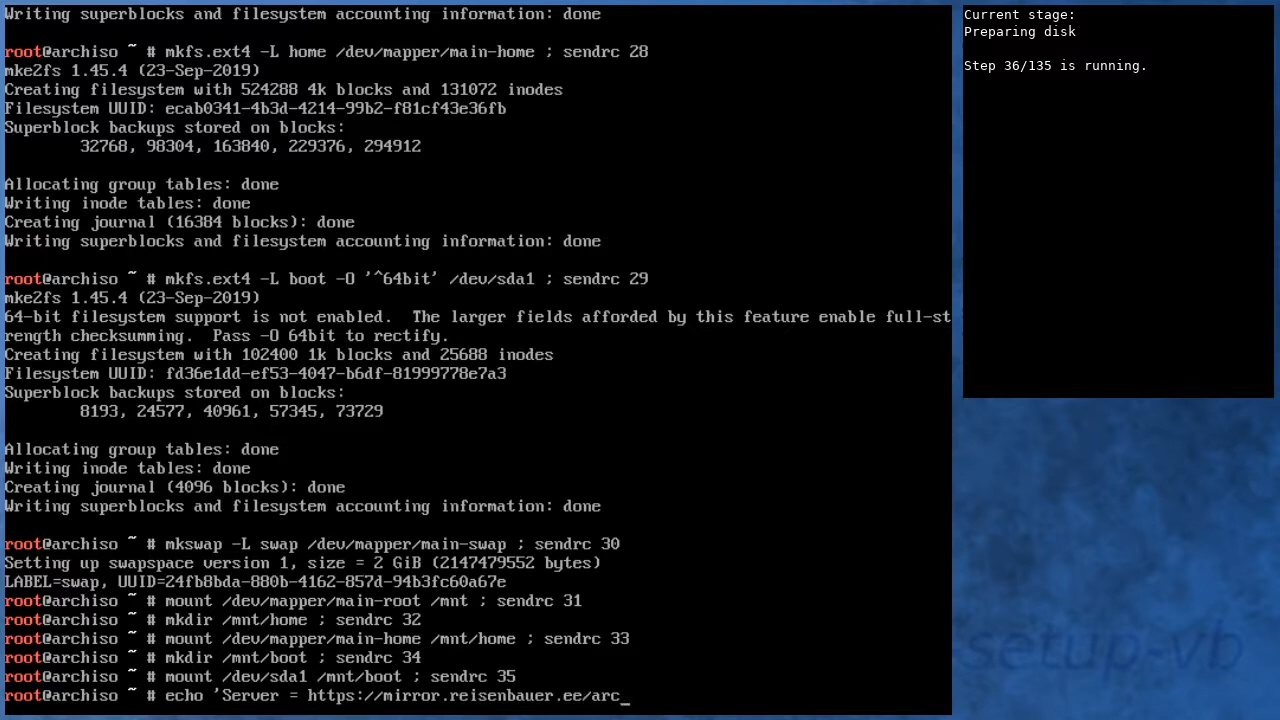 Writing superblocks and filesystem accounting information: done
root@archiso ~ # mkfs.ext4 -L home /dev/mapper/main-home ; sendrc 28
mke2fs 1.45.4 (23-Sep-2019)
Creating filesystem with 524288 4k blocks and 131072 inodes
Filesystem UUID: ecab0341-4b3d-4214-99b2-f81cf43e36fb
Superblock backups stored on blocks:
        32768, 98304, 163840, 229376, 294912
Allocating group tables: done
Writing inode tables: done
Creating journal (16384 blocks): done
Writing superblocks and filesystem accounting information: done
root@archiso ~ # mkfs.ext4 -L boot -O '^64bit' /dev/sda1 ; sendrc 29
mke2fs 1.45.4 (23-Sep-2019)
64-bit filesystem support is not enabled.  The larger fields afforded by this feature enable full-st
rength checksumming.  Pass -O 64bit to rectify.
Creating filesystem with 102400 1k blocks and 25688 inodes
Filesystem UUID: fd36e1dd-ef53-4047-b6df-81999778e7a3
Superblock backups stored on blocks:
        8193, 24577, 40961, 57345, 73729
Allocating group tables: done
Writing inode tables: done
Creating journal (4096 blocks): done
Writing superblocks and filesystem accounting information: done
root@archiso ~ # mkswap -L swap /dev/mapper/main-swap ; sendrc 30
Setting up swapspace version 1, size = 2 GiB (2147479552 bytes)
LABEL=swap, UUID=24fb8bda-880b-4162-857d-94b3fc60a67e
root@archiso ~ # mount /dev/mapper/main-root /mnt ; sendrc 31
root@archiso ~ # mkdir /mnt/home ; sendrc 32
root@archiso ~ # mount /dev/mapper/main-home /mnt/home ; sendrc 33
root@archiso ~ # mkdir /mnt/boot ; sendrc 34
root@archiso ~ # mount /dev/sda1 /mnt/boot ; sendrc 35
root@archiso ~ # echo 'Server = https://mirror.reisenbauer.ee/arc_
Current stage:
Preparing disk
Step 36/135 is running.
setup-vb